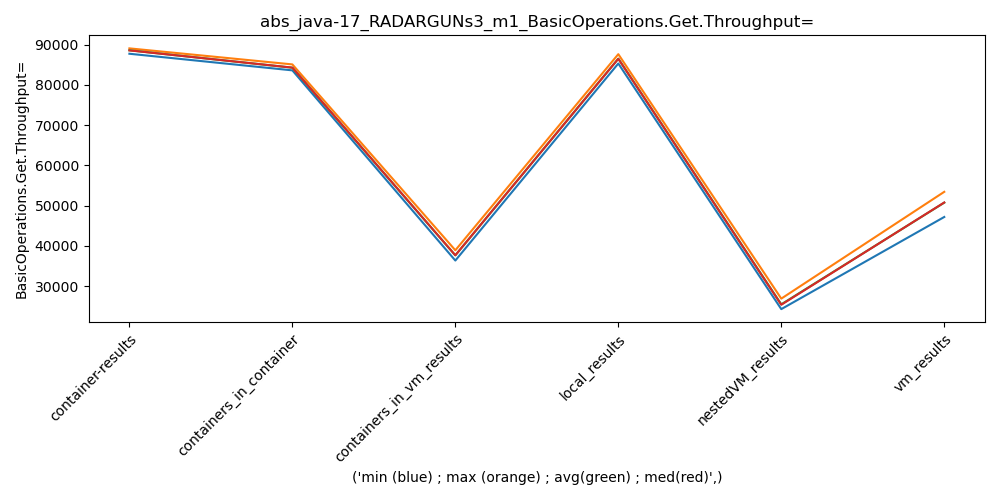 abs_java-17_RADARGUNs3_m1_BasicOperations.Get.Throughput=
BasicOperations.Get.Throughput=
90000
80000
70000
60000
50000
40000
30000
container-results
containers_in_container
containers_in_vm_results
local_results
nestedVM_results
vm_results
('min (blue) ; max (orange) ; avg(green) ; med(red)',)